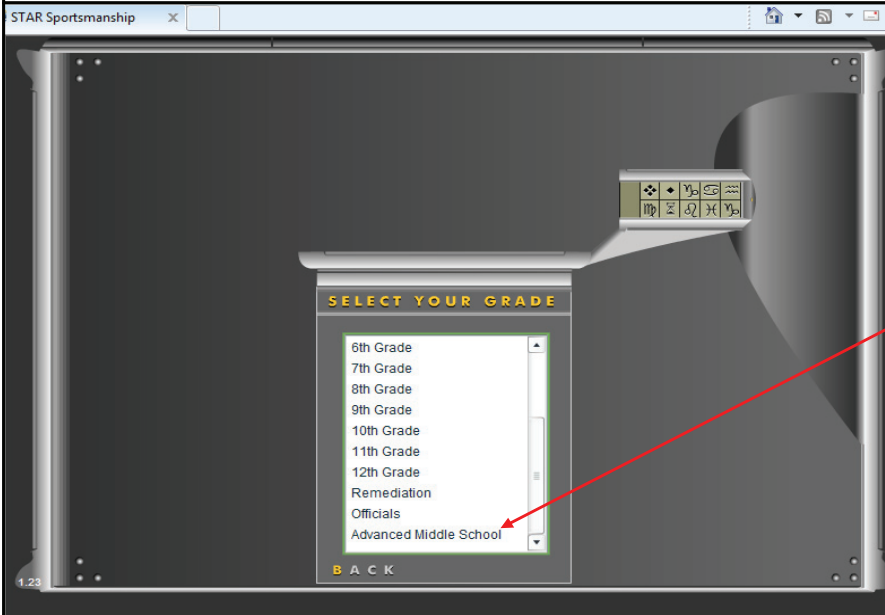 STAR Sportsmanship
SELECT YOUR GRADE
6th Grade
7th Grade
8th Grade
9th Grade
10th Grade
11th Grade
12th Grade
Remediation
Officials
Advanced Middle School
BACK
1.23